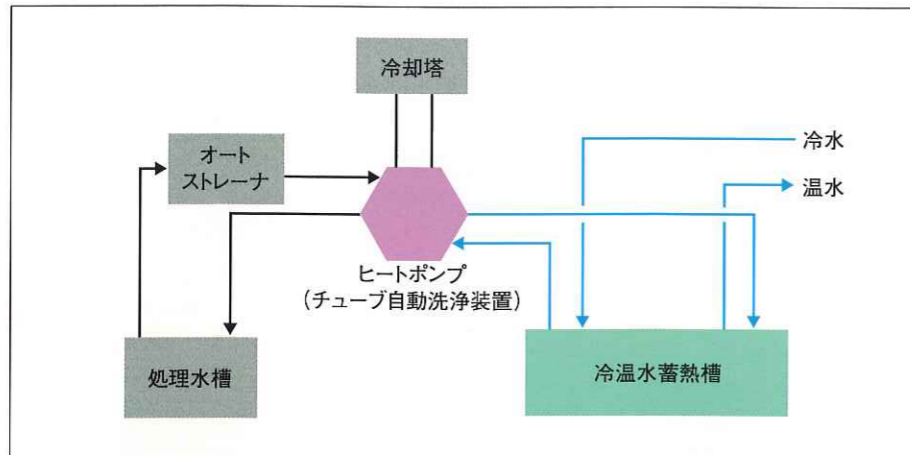 冷却塔
オート
ストレーナ
冷水
温水
ヒートポンプ
（チューブ自動洗浄装置）
処理水槽
冷温水蓄熱槽